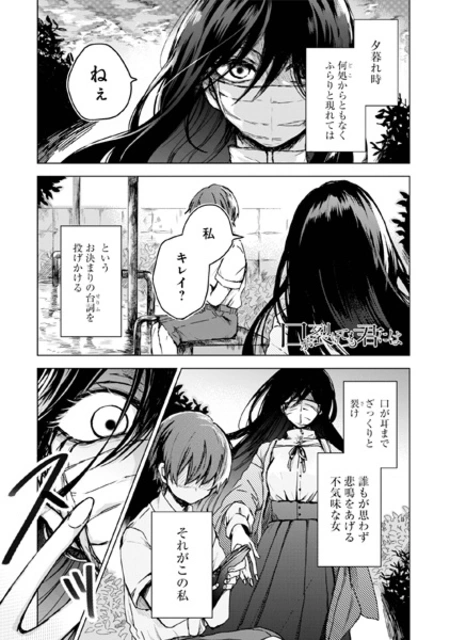 夕暮れ時
何処からともなく
ふらりと現れては
ねぇ
私
キレイ?
という
お決まりの台詞を
投げかける
口が裂けても君には
口が耳まで
ざっくりと
裂け
誰もが思わず
悲鳴をあげる
不気味な女
それがこの私
スッ